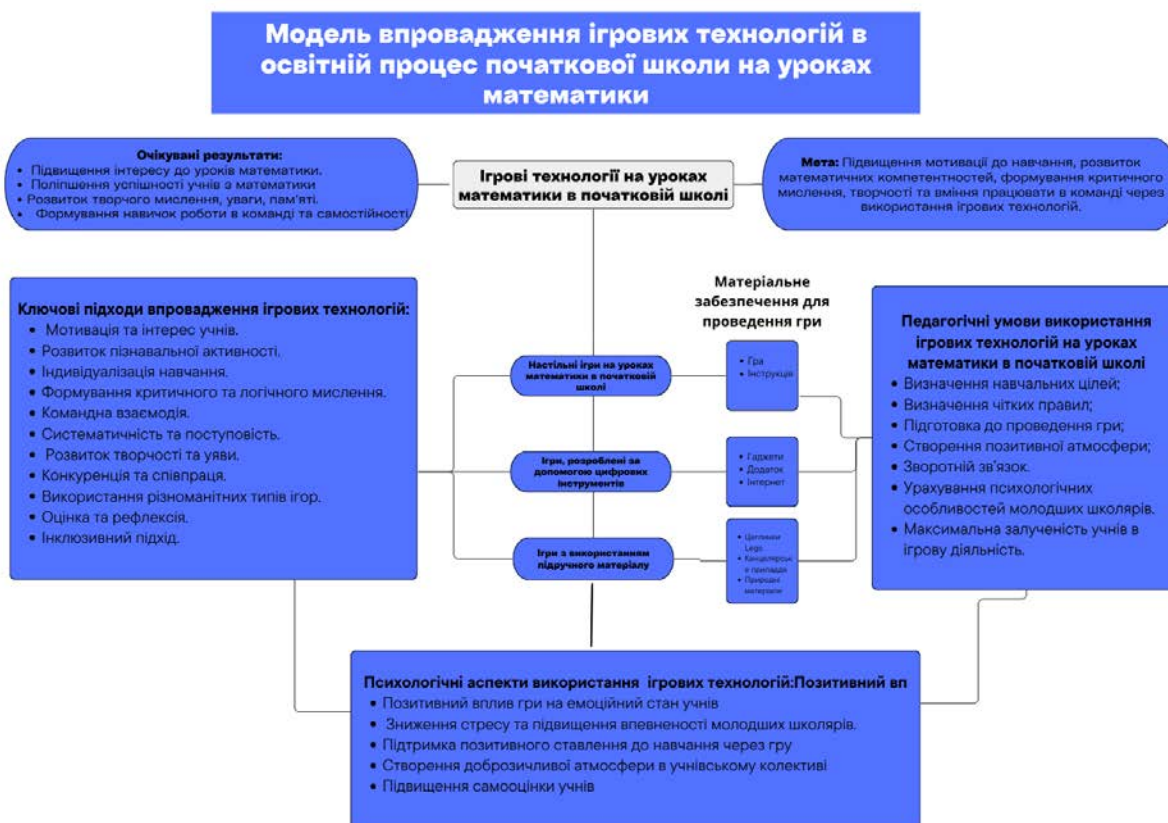 Модель впровадження ігрових технологій в
освітній процес початкової школи на уроках
математики
Очікувані результати:
• Підвищення інтересу до уроків математики.
• Поліпшення успішності учнів з математики
• Розвиток творчого мислення, уваги, пам'яті.
• Формування навичок роботи в команді та самостійності
Ігрові технології на уроках
математики в початковій школі
Мета: Підвищення мотивації до навчання, розвиток
математичних компетентностей, формування критичного
мислення, творчості та вміння працювати в команді через
використання ігрових технологій.
Ключові підходи впровадження ігрових технологій:
• Мотивація та інтерес учнів.
• Розвиток пізнавальної активності.
• Індивідуалізація навчання.
• Формування критичного та логічного мислення.
• Командна взаємодія.
• Систематичність та поступовість.
• Розвиток творчості та уяви.
• Конкуренція та співпраця.
• Використання різноманітних типів ігор.
• Оцінка та рефлексія.
• Інклюзивний підхід.
Настільні ігри на уроках
математики в початковій
школі
Ігри, розроблені за
допомогою цифрових
інструментів
Ігри з використанням
підручного матеріалу
Матеріальне
забезпечення для
проведення гри
• Гра
• Інструкція
• Гаджети
• Додаток
• Інтернет
• Цеглинки
Lego
• Канцелярськ
е приладдя
• Природні
матеріали
Педагогічні умови використання
ігрових технологій на уроках
математики в початковій школі
• Визначення навчальних цілей;
• Визначення чітких правил;
• Підготовка до проведення гри;
• Створення позитивної атмосфери;
• Зворотній зв'язок.
• Урахування психологічних
особливостей молодших школярів.
• Максимальна залученість учнів в
ігрову діяльність.
Психологічні аспекти використання ігрових технологій:Позитивний вп
• Позитивний вплив гри на емоційний стан учнів
• Зниження стресу та підвищення впевненості молодших школярів.
• Підтримка позитивного ставлення до навчання через гру
• Створення доброзичливої атмосфери в учнівському колективі
• Підвищення самооцінки учнів